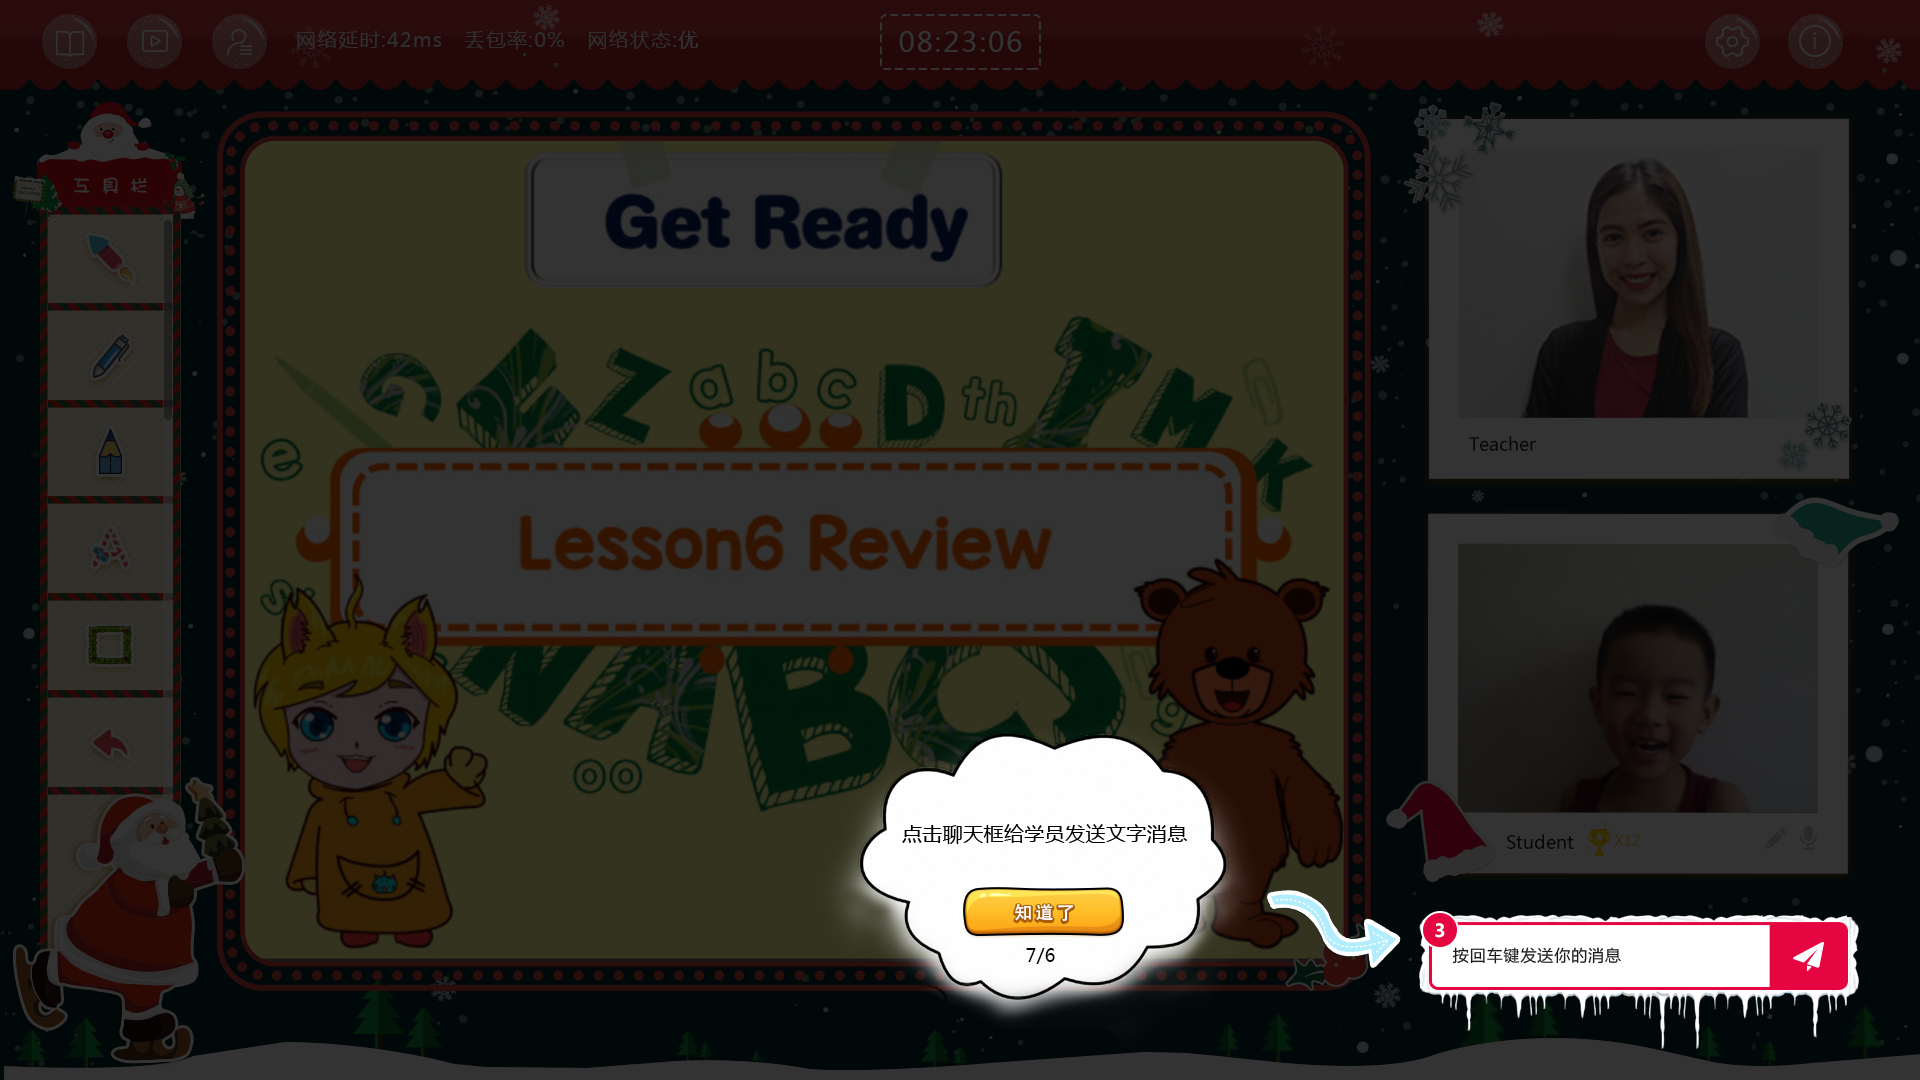 网络延时:42ms 丢包率:0% 网络状态:优
08:23:06
工具栏
Get Ready
a b c D th M
e K
Lesson6 Review
s
B
oo
g
Teacher
Student X12
点击聊天框给学员发送文字消息
知道了
7/6
3
按回车键发送你的消息